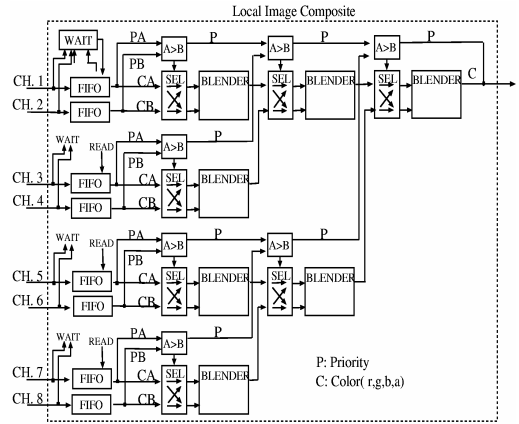 Local Image Composite
WAIT
PA
A>B
P
A>B
P
A>B
P
PB
C
CH. 1
FIFO
CA
SEL
BLENDER
SEL
BLENDER
SEL
BLENDER
CH. 2
FIFO
CB
WAIT
READ
PA
A>B
PB
CH. 3
FIFO
CA
SEL
BLENDER
CH. 4
FIFO
CB
WAIT
READ
PA
A>B
P
A>B
P
PB
CH. 5
FIFO
CA
SEL
BLENDER
SEL
BLENDER
CH. 6
FIFO
CB
WAIT
READ
PA
A>B
P
PB
CH. 7
FIFO
CA
SEL
BLENDER
CH. 8
FIFO
CB
P: Priority
C: Color( r,g,b,a)